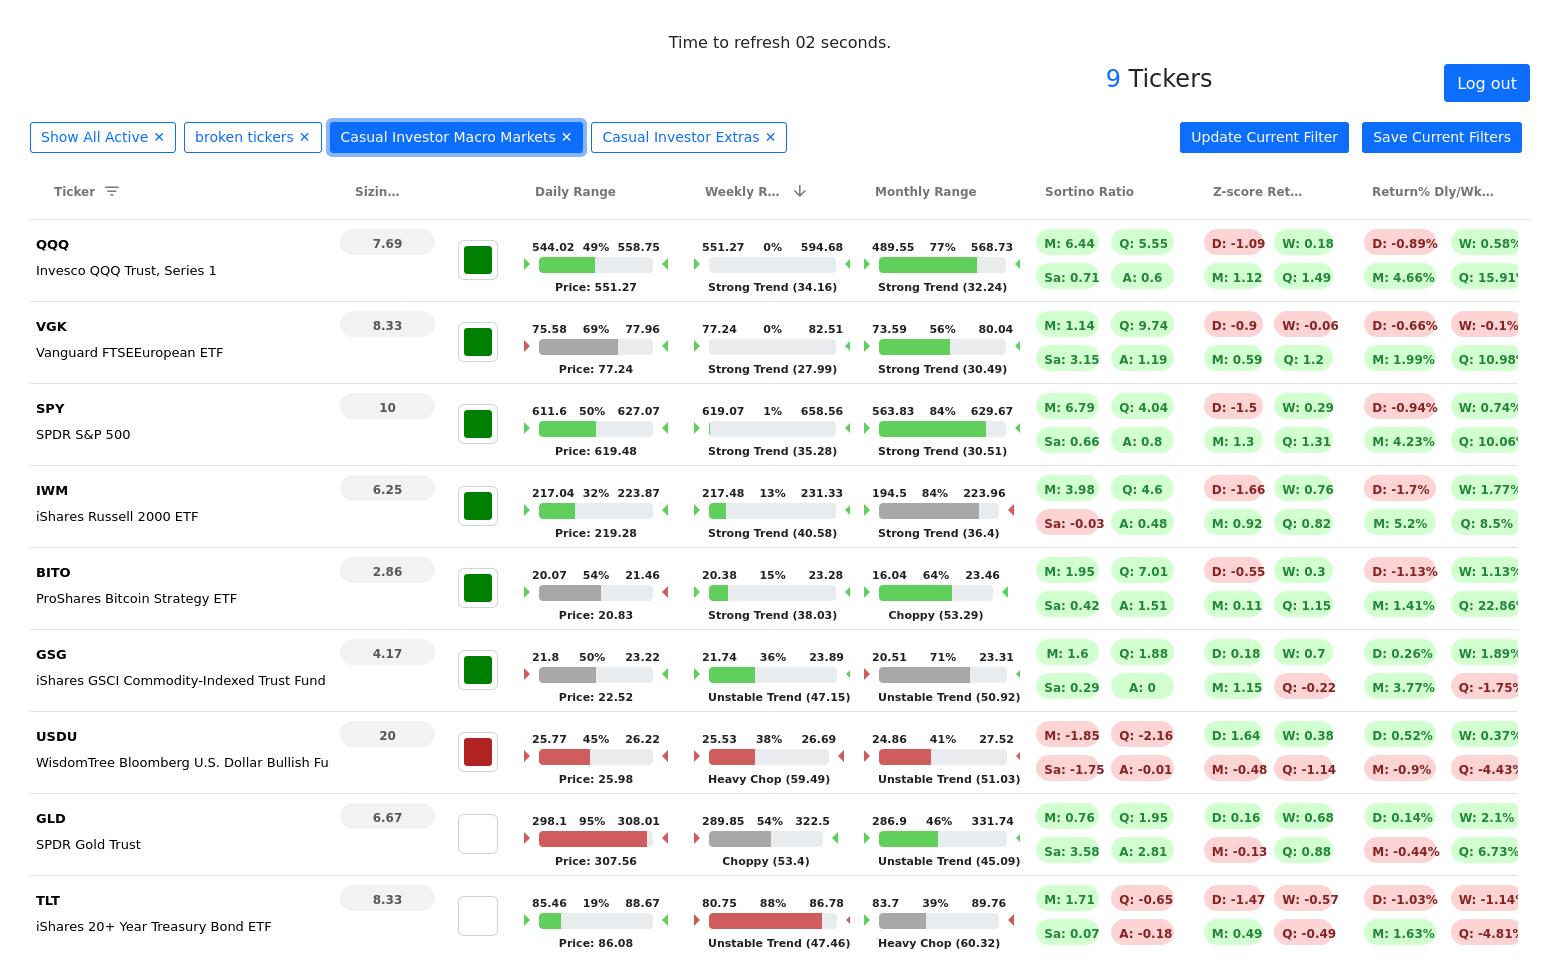 Time to refresh 02 seconds.
9 Tickers
Log out
Show All Active ✕ broken tickers ✕ Casual Investor Macro Markets ✕ Casual Investor Extras ✕ Update Current Filter Save Current Filters
Ticker Sizin… Daily Range Weekly R… Monthly Range Sortino Ratio Z-score Ret… Return% Dly/Wk…
QQQ 7.69 544.02 49% 558.75 551.27 0% 594.68 489.55 77% 568.73 M: 6.44 Q: 5.55 D: -1.09 W: 0.18 D: -0.89% W: 0.58%
Invesco QQQ Trust, Series 1 Price: 551.27 Strong Trend (34.16) Strong Trend (32.24) Sa: 0.71 A: 0.6 M: 1.12 Q: 1.49 M: 4.66% Q: 15.91%
VGK 8.33 75.58 69% 77.96 77.24 0% 82.51 73.59 56% 80.04 M: 1.14 Q: 9.74 D: -0.9 W: -0.06 D: -0.66% W: -0.1%
Vanguard FTSEEuropean ETF Price: 77.24 Strong Trend (27.99) Strong Trend (30.49) Sa: 3.15 A: 1.19 M: 0.59 Q: 1.2 M: 1.99% Q: 10.98%
SPY 10 611.6 50% 627.07 619.07 1% 658.56 563.83 84% 629.67 M: 6.79 Q: 4.04 D: -1.5 W: 0.29 D: -0.94% W: 0.74%
SPDR S&P 500 Price: 619.48 Strong Trend (35.28) Strong Trend (30.51) Sa: 0.66 A: 0.8 M: 1.3 Q: 1.31 M: 4.23% Q: 10.06%
IWM 6.25 217.04 32% 223.87 217.48 13% 231.33 194.5 84% 223.96 M: 3.98 Q: 4.6 D: -1.66 W: 0.76 D: -1.7% W: 1.77%
iShares Russell 2000 ETF Price: 219.28 Strong Trend (40.58) Strong Trend (36.4) Sa: -0.03 A: 0.48 M: 0.92 Q: 0.82 M: 5.2% Q: 8.5%
BITO 2.86 20.07 54% 21.46 20.38 15% 23.28 16.04 64% 23.46 M: 1.95 Q: 7.01 D: -0.55 W: 0.3 D: -1.13% W: 1.13%
ProShares Bitcoin Strategy ETF Price: 20.83 Strong Trend (38.03) Choppy (53.29) Sa: 0.42 A: 1.51 M: 0.11 Q: 1.15 M: 1.41% Q: 22.86%
GSG 4.17 21.8 50% 23.22 21.74 36% 23.89 20.51 71% 23.31 M: 1.6 Q: 1.88 D: 0.18 W: 0.7 D: 0.26% W: 1.89%
iShares GSCI Commodity-Indexed Trust Fund Price: 22.52 Unstable Trend (47.15) Unstable Trend (50.92) Sa: 0.29 A: 0 M: 1.15 Q: -0.22 M: 3.77% Q: -1.75%
USDU 20 25.77 45% 26.22 25.53 38% 26.69 24.86 41% 27.52 M: -1.85 Q: -2.16 D: 1.64 W: 0.38 D: 0.52% W: 0.37%
WisdomTree Bloomberg U.S. Dollar Bullish Fu Price: 25.98 Heavy Chop (59.49) Unstable Trend (51.03) Sa: -1.75 A: -0.01 M: -0.48 Q: -1.14 M: -0.9% Q: -4.43%
GLD 6.67 298.1 95% 308.01 289.85 54% 322.5 286.9 46% 331.74 M: 0.76 Q: 1.95 D: 0.16 W: 0.68 D: 0.14% W: 2.1%
SPDR Gold Trust Price: 307.56 Choppy (53.4) Unstable Trend (45.09) Sa: 3.58 A: 2.81 M: -0.13 Q: 0.88 M: -0.44% Q: 6.73%
TLT 8.33 85.46 19% 88.67 80.75 88% 86.78 83.7 39% 89.76 M: 1.71 Q: -0.65 D: -1.47 W: -0.57 D: -1.03% W: -1.14%
iShares 20+ Year Treasury Bond ETF Price: 86.08 Unstable Trend (47.46) Heavy Chop (60.32) Sa: 0.07 A: -0.18 M: 0.49 Q: -0.49 M: 1.63% Q: -4.81%